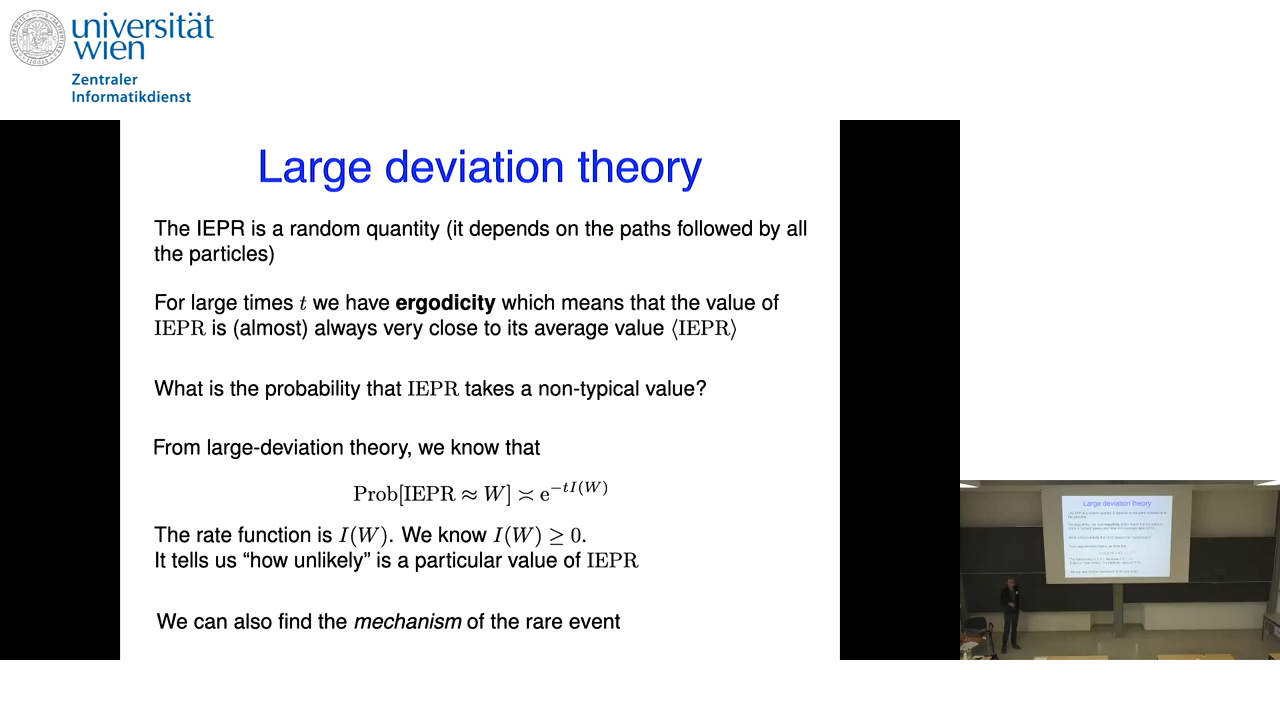 universität
wien
Zentraler
Informatikdienst
Large deviation theory
The IEPR is a random quantity (it depends on the paths followed by all
the particles)
For large times t we have ergodicity which means that the value of
IEPR is (almost) always very close to its average value ⟨IEPR⟩
What is the probability that IEPR takes a non-typical value?
From large-deviation theory, we know that
Prob[IEPR ≈ W] ≍ e^{−tI(W)}
The rate function is I(W). We know I(W) ≥ 0.
It tells us “how unlikely” is a particular value of IEPR
We can also find the mechanism of the rare event
Large deviation theory